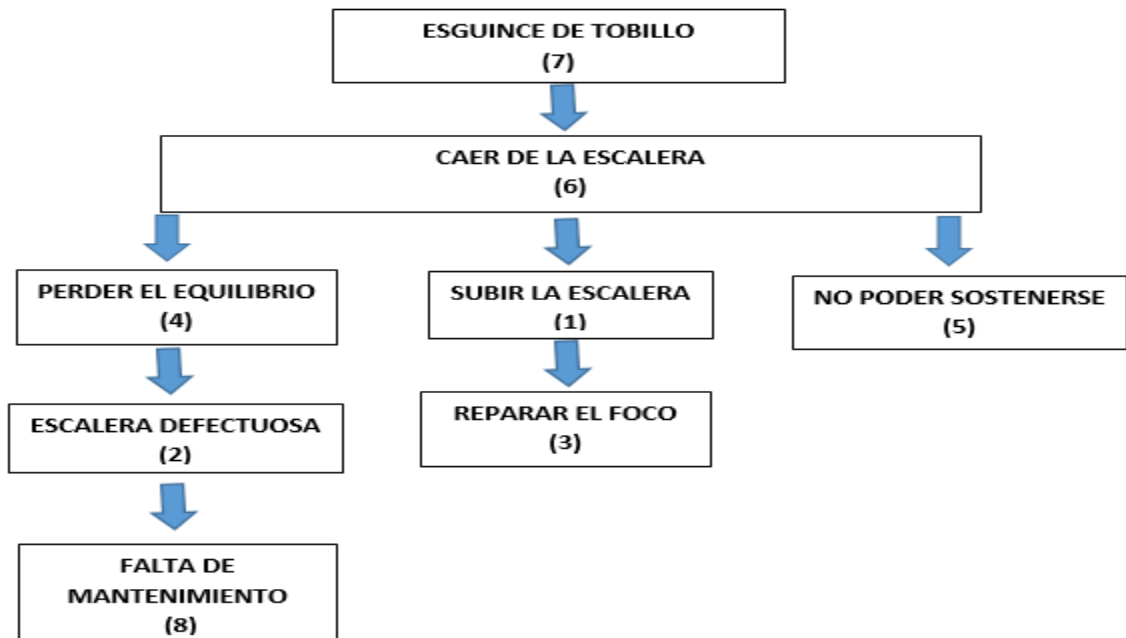 ESGUINCE DE TOBILLO
(7)
CAER DE LA ESCALERA
(6)
PERDER EL EQUILIBRIO
(4)
SUBIR LA ESCALERA
(1)
NO PODER SOSTENERSE
(5)
ESCALERA DEFECTUOSA
(2)
REPARAR EL FOCO
(3)
FALTA DE
MANTENIMIENTO
(8)